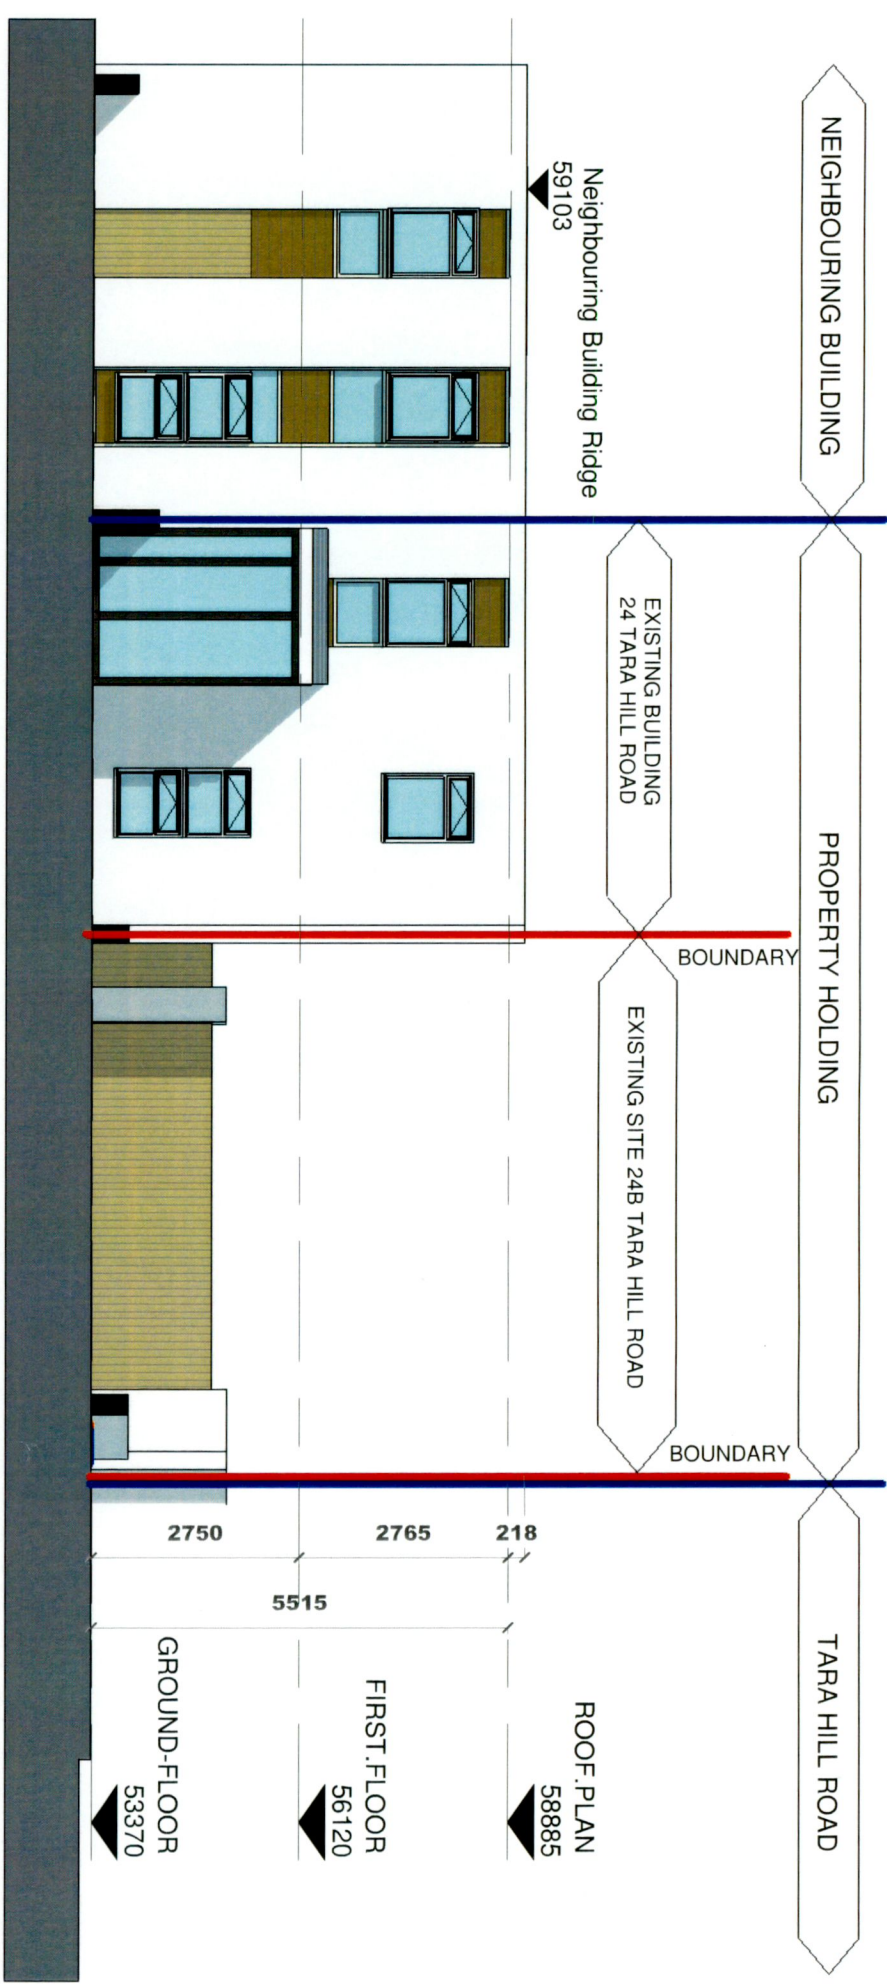 NEIGHBOURING BUILDING
PROPERTY HOLDING
TARA HILL ROAD
EXISTING BUILDING
24 TARA HILL ROAD
EXISTING SITE 24B TARA HILL ROAD
BOUNDARY
BOUNDARY
Neighbouring Building Ridge
59103
218
2765
2750
5515
ROOF.PLAN
58885
FIRST.FLOOR
56120
GROUND-FLOOR
53370